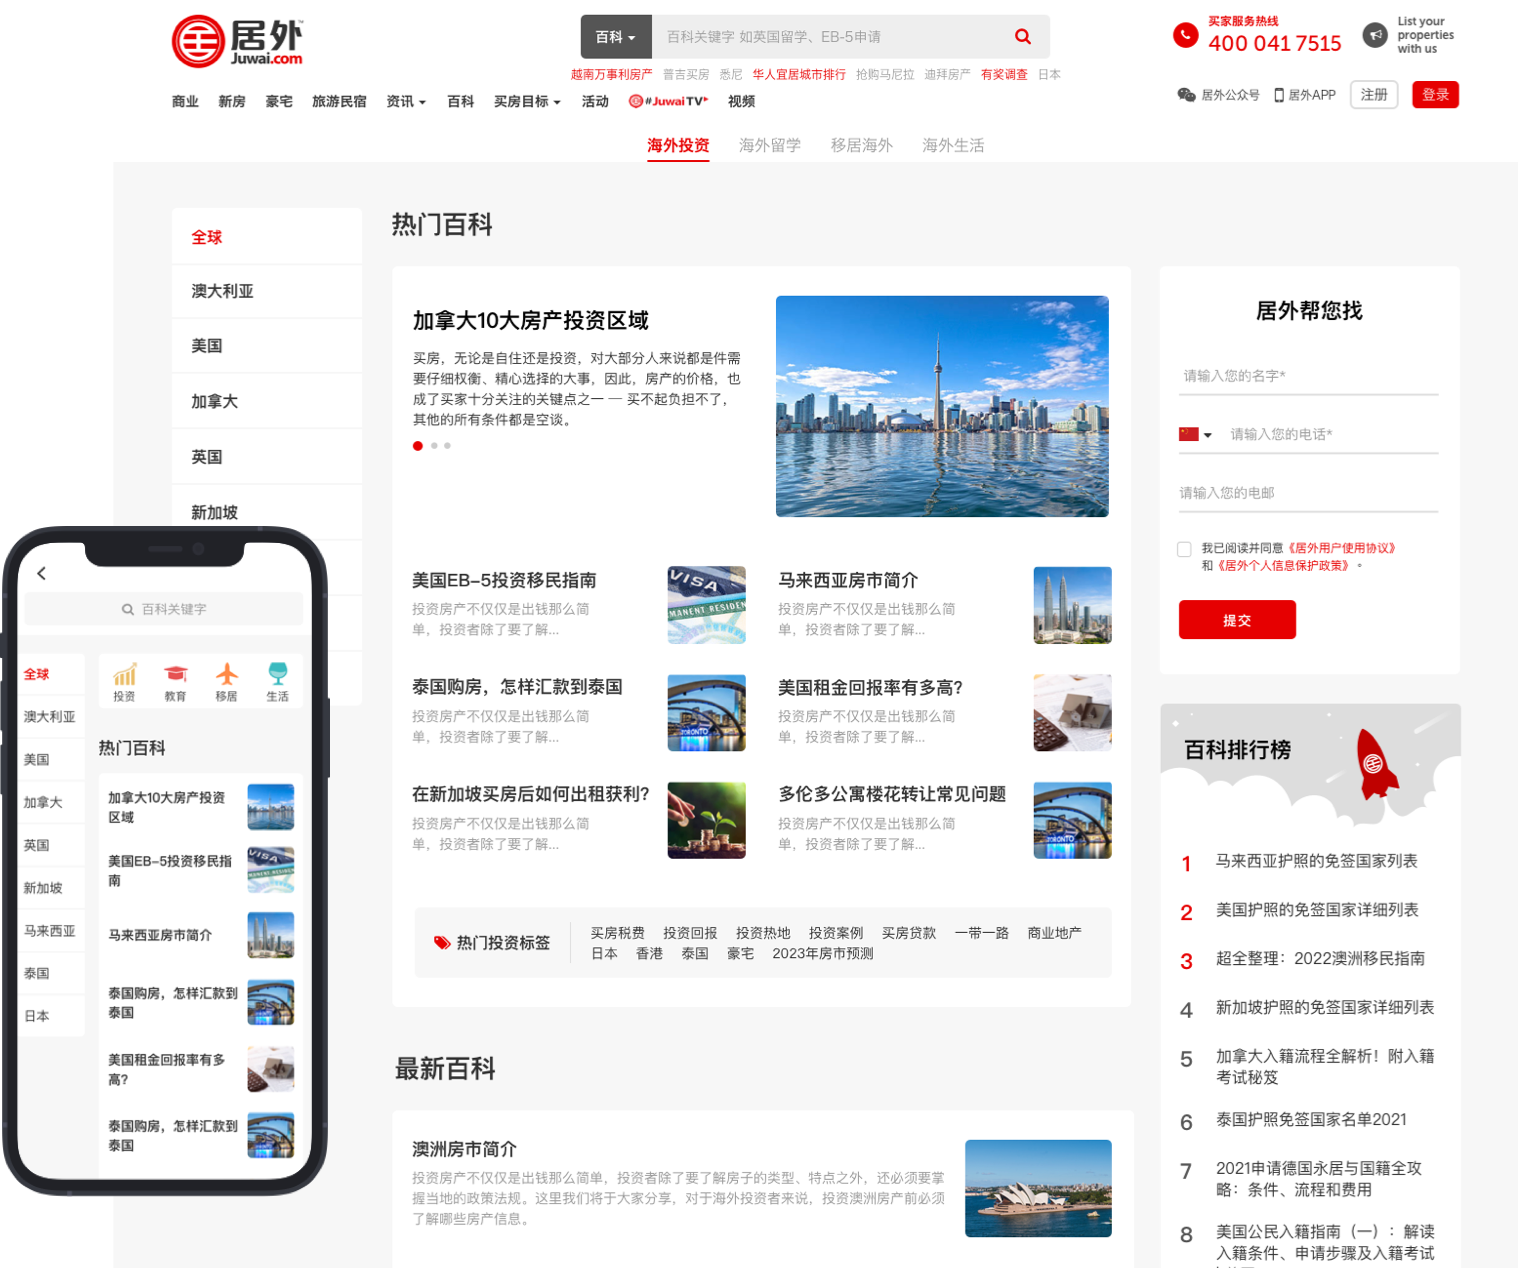 居外™
Juwai.com
百科
百科关键字 如英国留学、EB-5申请
越南万事利房产 普吉买房 悉尼 华人宜居城市排行 抢购马尼拉 迪拜房产 有奖调查 日本
买家服务热线
400 041 7515
List your
properties
with us
商业 新房 豪宅 旅游民宿 资讯 百科 买房目标 活动 #JuwaiTV 视频
居外公众号 居外APP 注册 登录
海外投资 海外留学 移居海外 海外生活
全球
澳大利亚
美国
加拿大
英国
新加坡
热门百科
加拿大10大房产投资区域
买房，无论是自住还是投资，对大部分人来说都是件需
要仔细权衡、精心选择的大事，因此，房产的价格，也
成了买家十分关注的关键点之一 — 买不起负担不了，
其他的所有条件都是空谈。
美国EB-5投资移民指南
投资房产不仅仅是出钱那么简
单，投资者除了要了解...
VISA
MANENT RESIDEN
马来西亚房市简介
投资房产不仅仅是出钱那么简
单，投资者除了要了解...
泰国购房，怎样汇款到泰国
投资房产不仅仅是出钱那么简
单，投资者除了要了解...
TORONTO
美国租金回报率有多高?
投资房产不仅仅是出钱那么简
单，投资者除了要了解...
在新加坡买房后如何出租获利?
投资房产不仅仅是出钱那么简
单，投资者除了要了解...
多伦多公寓楼花转让常见问题
投资房产不仅仅是出钱那么简
单，投资者除了要了解...
TORONTO
热门投资标签
买房税费 投资回报 投资热地 投资案例 买房贷款 一带一路 商业地产
日本 香港 泰国 豪宅 2023年房市预测
最新百科
澳洲房市简介
投资房产不仅仅是出钱那么简单，投资者除了要了解房子的类型、特点之外，还必须要掌
握当地的政策法规。这里我们将于大家分享，对于海外投资者来说，投资澳洲房产前必须
了解哪些房产信息。
居外帮您找
请输入您的名字*
请输入您的电话*
请输入您的电邮
我已阅读并同意《居外用户使用协议》
和《居外个人信息保护政策》。
提交
百科排行榜
1 马来西亚护照的免签国家列表
2 美国护照的免签国家详细列表
3 超全整理：2022澳洲移民指南
4 新加坡护照的免签国家详细列表
5 加拿大入籍流程全解析！附入籍
考试秘笈
6 泰国护照免签国家名单2021
7 2021申请德国永居与国籍全攻
略：条件、流程和费用
8 美国公民入籍指南（一）：解读
入籍条件、申请步骤及入籍考试
百科关键字
全球
澳大利亚
美国
加拿大
英国
新加坡
马来西亚
泰国
日本
投资 教育 移居 生活
热门百科
加拿大10大房产投资
区域
美国EB-5投资移民指
南
VISA
马来西亚房市简介
泰国购房，怎样汇款到
泰国
美国租金回报率有多
高?
泰国购房，怎样汇款到
泰国